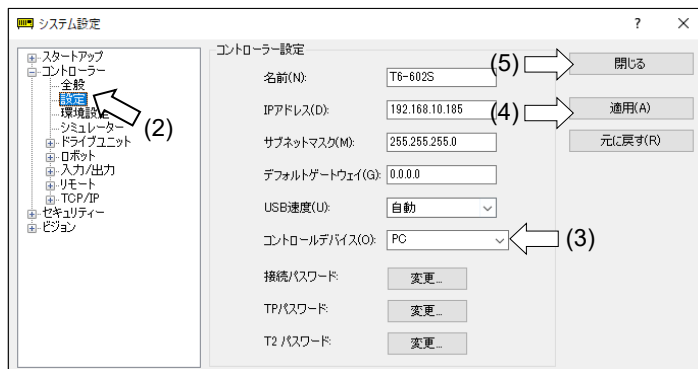 システム設定
? ×
スタートアップ
コントローラー
全般
設定
環境設定
シミュレーター
ドライブユニット
ロボット
入力/出力
リモート
TCP/IP
セキュリティー
ビジョン
(2)
コントローラー設定
名前(N): T6-602S
IPアドレス(D): 192.168.10.185
サブネットマスク(M): 255.255.255.0
デフォルトゲートウェイ(G): 0.0.0.0
USB速度(U): 自動
コントロールデバイス(O): PC
(3)
接続パスワード: 変更...
TPパスワード: 変更...
T2 パスワード: 変更...
(5) 閉じる
(4) 適用(A)
元に戻す(R)